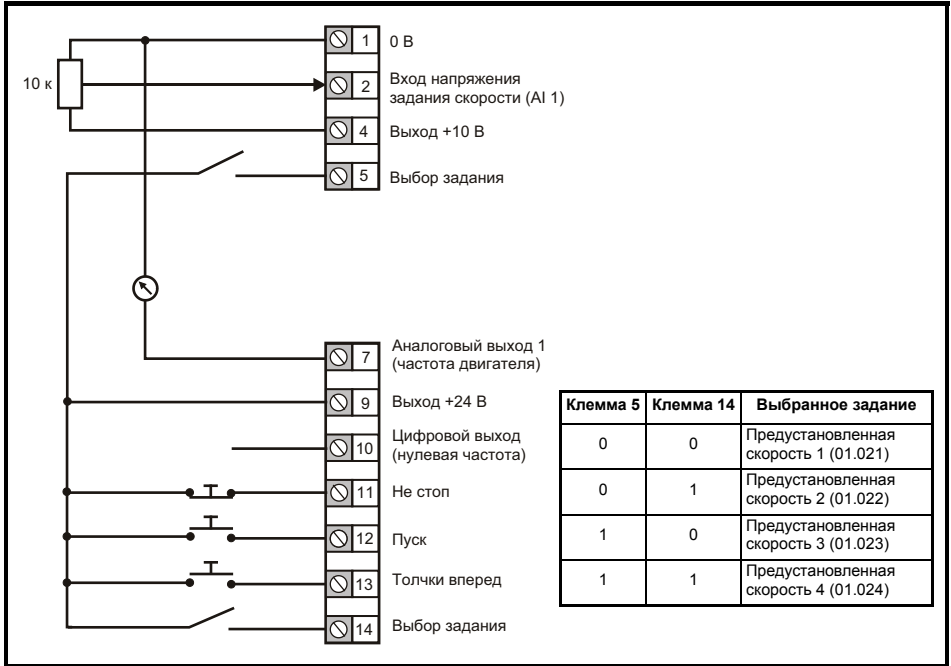 10 к
1 0 В
2 Вход напряжения
задания скорости (AI 1)
4 Выход +10 В
5 Выбор задания
7 Аналоговый выход 1
(частота двигателя)
9 Выход +24 В
10 Цифровой выход
(нулевая частота)
11 Не стоп
12 Пуск
13 Толчки вперед
14 Выбор задания
Клемма 5 Клемма 14 Выбранное задание
0 0 Предустановленная
скорость 1 (01.021)
0 1 Предустановленная
скорость 2 (01.022)
1 0 Предустановленная
скорость 3 (01.023)
1 1 Предустановленная
скорость 4 (01.024)